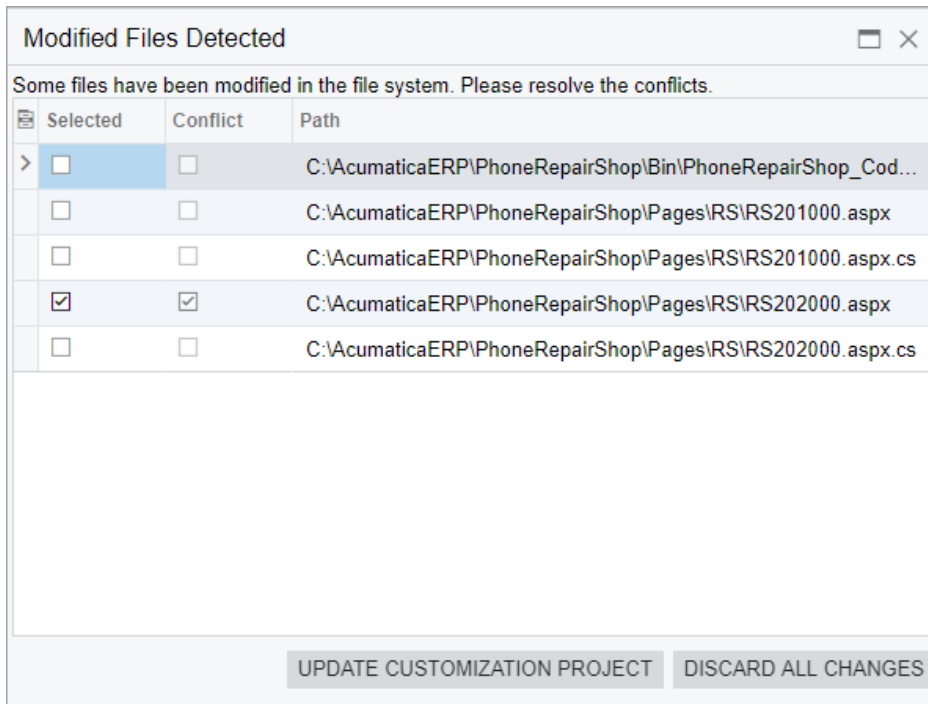 Modified Files Detected
Some files have been modified in the file system. Please resolve the conflicts.
Selected Conflict Path
C:\AcumaticaERP\PhoneRepairShop\Bin\PhoneRepairShop_Cod...
C:\AcumaticaERP\PhoneRepairShop\Pages\RS\RS201000.aspx
C:\AcumaticaERP\PhoneRepairShop\Pages\RS\RS201000.aspx.cs
C:\AcumaticaERP\PhoneRepairShop\Pages\RS\RS202000.aspx
C:\AcumaticaERP\PhoneRepairShop\Pages\RS\RS202000.aspx.cs
UPDATE CUSTOMIZATION PROJECT DISCARD ALL CHANGES